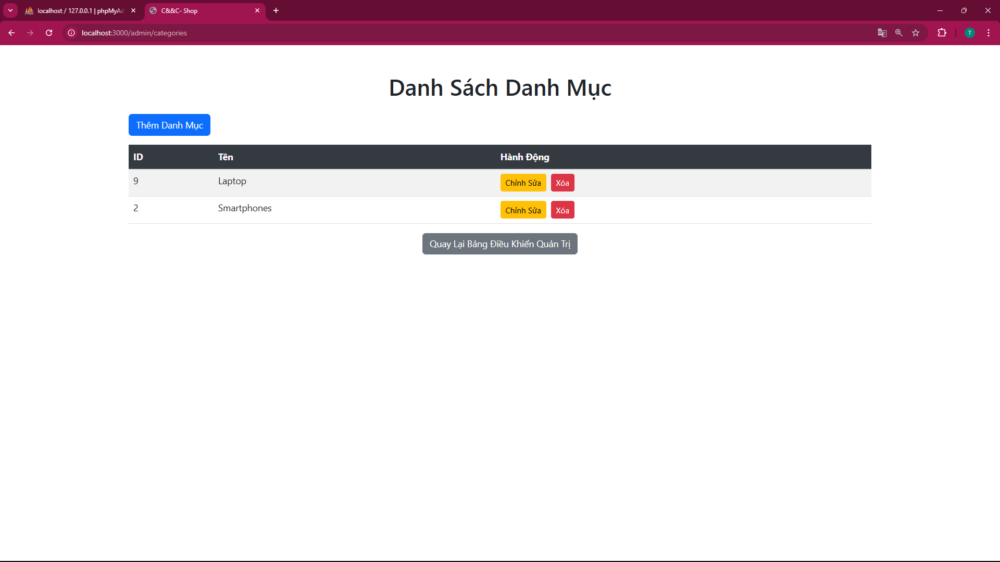 localhost / 127.0.0.1 | phpMyAd
C&&C- Shop
localhost:3000/admin/categories
T
Danh Sách Danh Mục
Thêm Danh Mục
ID Tên Hành Động
9 Laptop Chỉnh Sửa Xóa
2 Smartphones Chỉnh Sửa Xóa
Quay Lại Bảng Điều Khiển Quản Trị